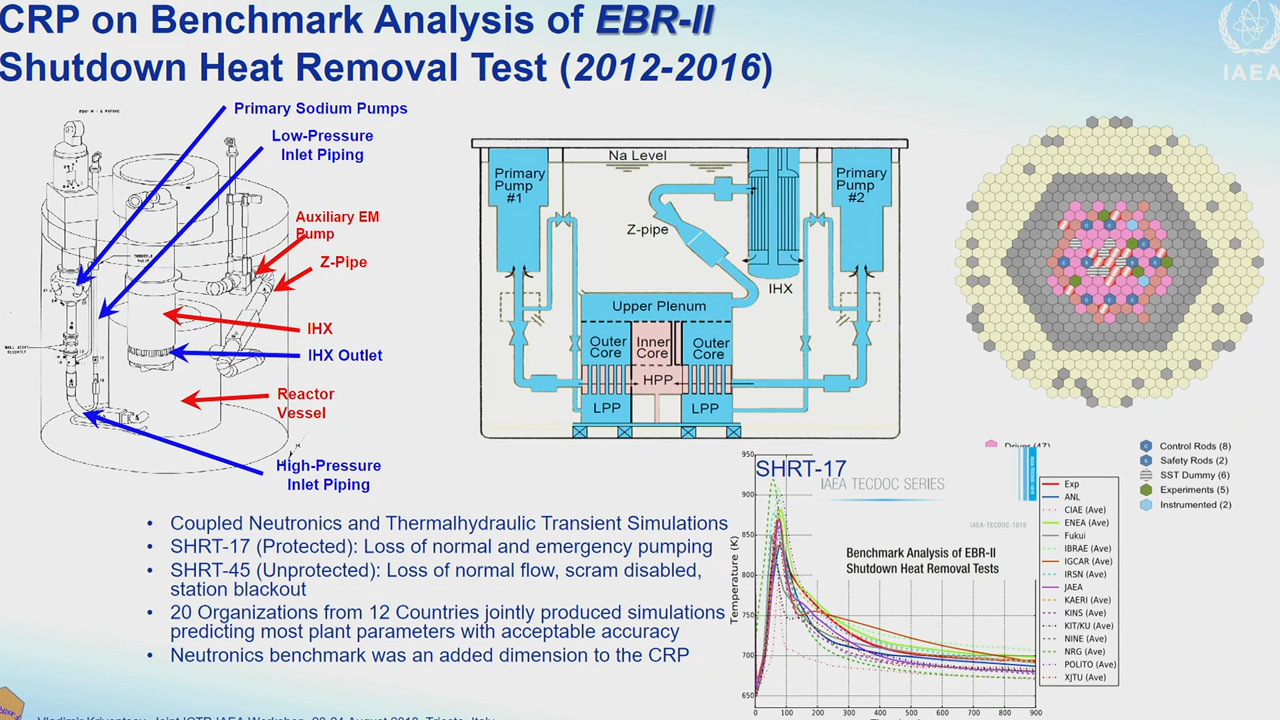 CRP on Benchmark Analysis of EBR-II
Shutdown Heat Removal Test (2012-2016)
IAEA
Primary Sodium Pumps
Low-Pressure
Inlet Piping
Auxiliary EM
Pump
Z-Pipe
IHX
IHX Outlet
Reactor
Vessel
High-Pressure
Inlet Piping
Na Level
Primary
Pump
#1
Primary
Pump
#2
Z-pipe
IHX
Upper Plenum
Outer
Core
Inner
Core
Outer
Core
HPP
LPP
LPP
Driver (47)
Control Rods (8)
Safety Rods (2)
SST Dummy (6)
Experiments (5)
Instrumented (2)
• Coupled Neutronics and Thermalhydraulic Transient Simulations
• SHRT-17 (Protected): Loss of normal and emergency pumping
• SHRT-45 (Unprotected): Loss of normal flow, scram disabled,
station blackout
• 20 Organizations from 12 Countries jointly produced simulations
predicting most plant parameters with acceptable accuracy
• Neutronics benchmark was an added dimension to the CRP
SHRT-17
IAEA TECDOC SERIES
IAEA-TECDOC-1819
Benchmark Analysis of EBR-II
Shutdown Heat Removal Tests
Temperature (K)
950
900
850
800
750
700
650
0 100 200 300 400 500 600 700 800 900
Exp
ANL
CIAE (Ave)
ENEA (Ave)
Fukui
IBRAE (Ave)
IGCAR (Ave)
IRSN (Ave)
JAEA
KAERI (Ave)
KINS (Ave)
KIT/KU (Ave)
NINE (Ave)
NRG (Ave)
POLITO (Ave)
XJTU (Ave)